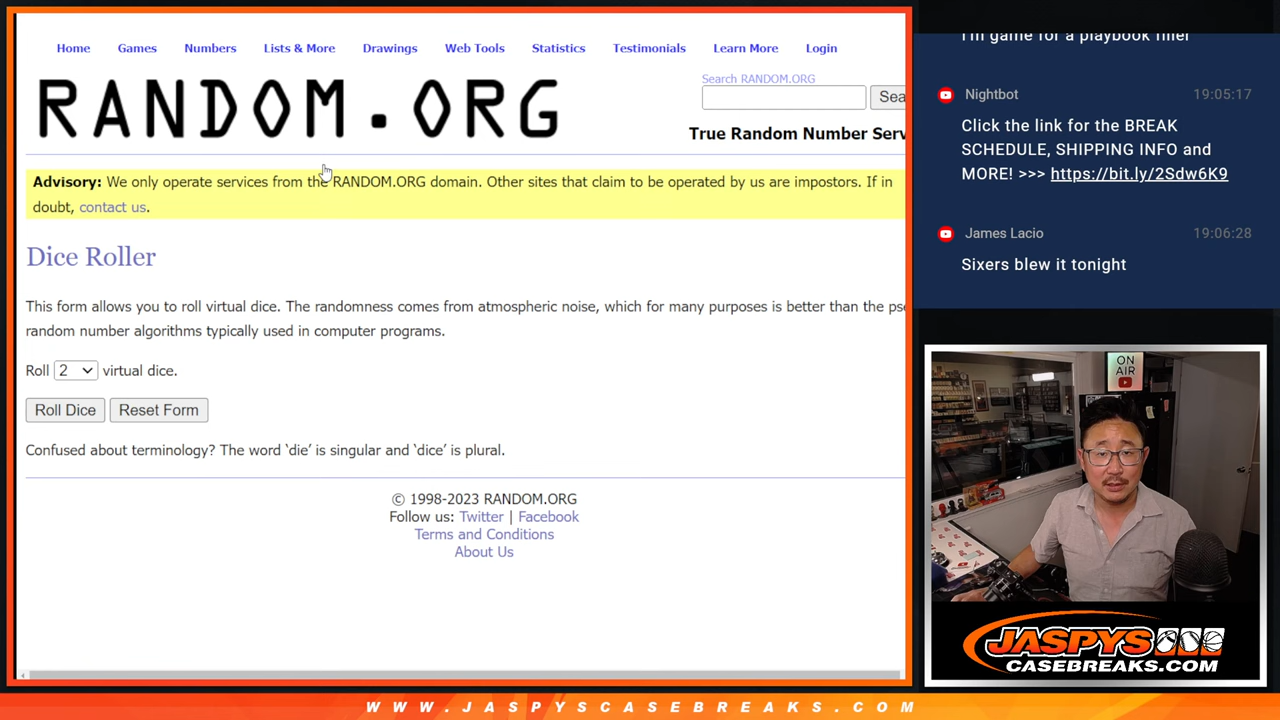 Home Games Numbers Lists & More Drawings Web Tools Statistics Testimonials Learn More Login
RANDOM.ORG
Search RANDOM.ORG
Sea
True Random Number Serv
Advisory: We only operate services from the RANDOM.ORG domain. Other sites that claim to be operated by us are impostors. If in
doubt, contact us.
Dice Roller
This form allows you to roll virtual dice. The randomness comes from atmospheric noise, which for many purposes is better than the pse
random number algorithms typically used in computer programs.
Roll 2 virtual dice.
Roll Dice Reset Form
Confused about terminology? The word ‘die’ is singular and ‘dice’ is plural.
© 1998-2023 RANDOM.ORG
Follow us: Twitter | Facebook
Terms and Conditions
About Us
I'm game for a playbook filler
Nightbot 19:05:17
Click the link for the BREAK
SCHEDULE, SHIPPING INFO and
MORE! >>> https://bit.ly/2Sdw6K9
James Lacio 19:06:28
Sixers blew it tonight
ON
AIR
JASPYS
CASEBREAKS.COM
WWW.JASPYSCASEBREAKS.COM